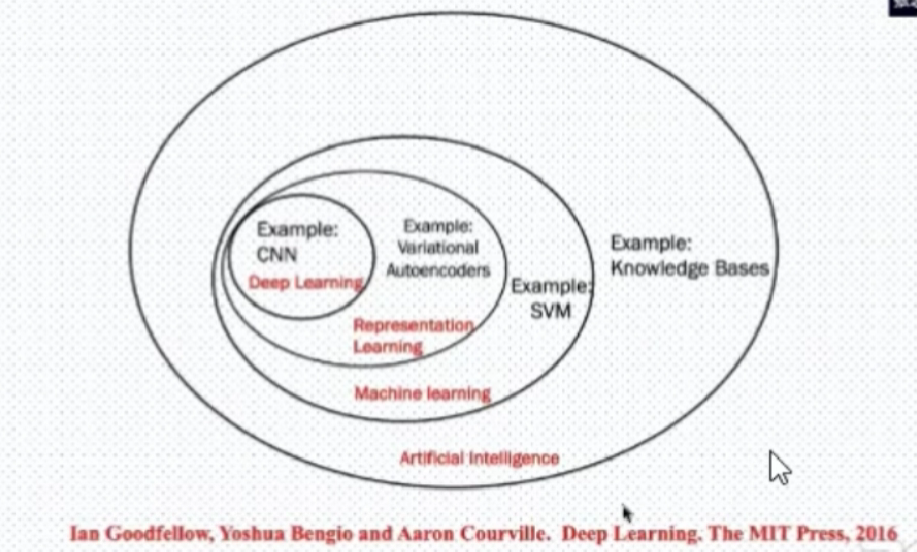 Example:
CNN
Deep Learning
Example:
Variational
Autoencoders
Example:
SVM
Example:
Knowledge Bases
Representation
Learning
Machine learning
Artificial Intelligence
Ian Goodfellow, Yoshua Bengio and Aaron Courville. Deep Learning. The MIT Press, 2016